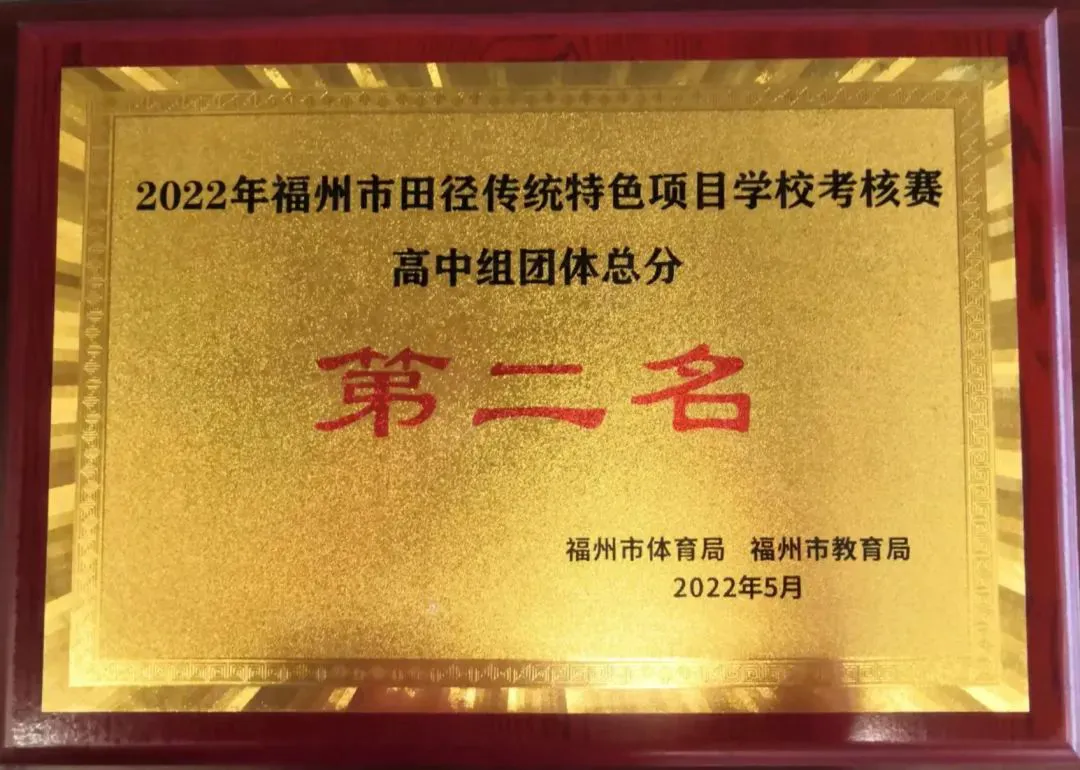 2022年福州市田径传统特色项目学校考核赛
高中组团体总分
第二名
福州市体育局 福州市教育局
2022年5月